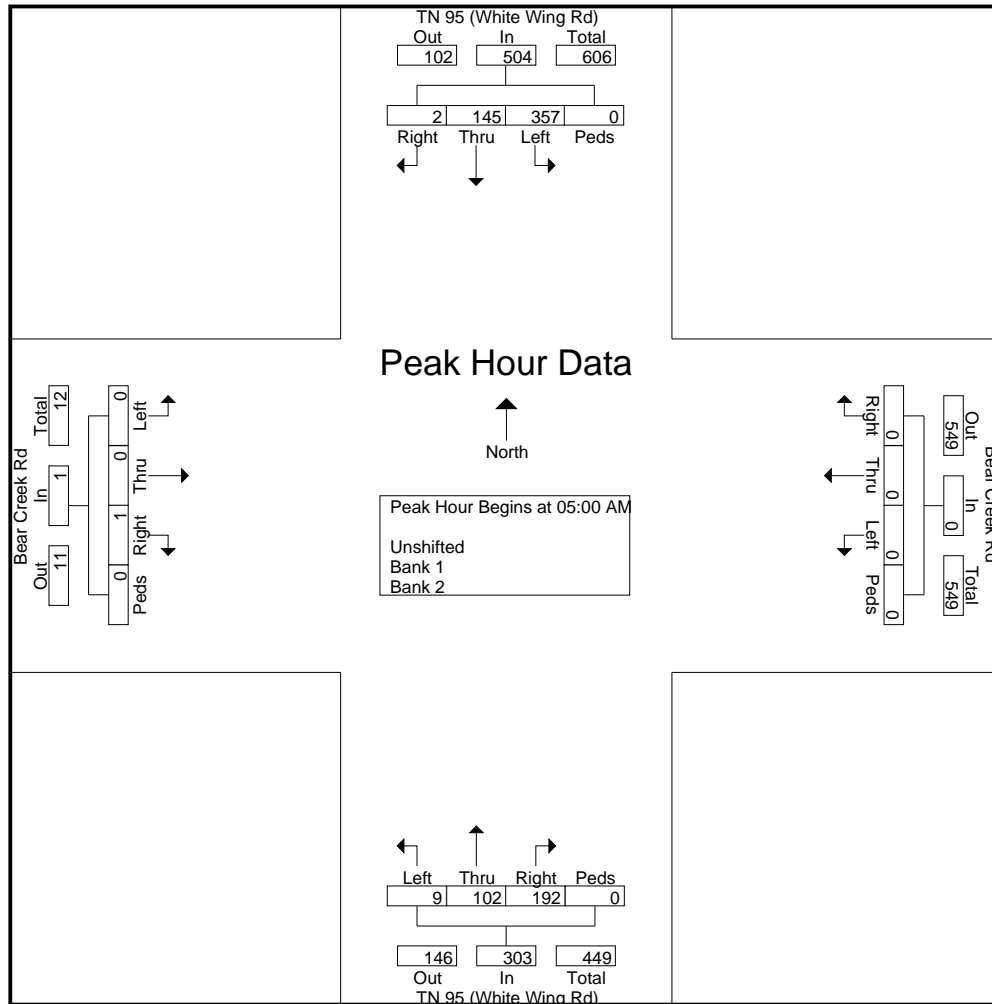 TN 95 (White Wing Rd)
Out In Total
102 504 606
2 145 357 0
Right Thru Left Peds
Peak Hour Data
North
Peak Hour Begins at 05:00 AM
Unshifted
Bank 1
Bank 2
Bear Creek Rd
Out In Total
11 1 12
Left Thru Right Peds
0 0 1 0
Bear Creek Rd
Out In Total
549 0 549
Right Thru Left Peds
0 0 0 0
Left Thru Right Peds
9 102 192 0
146 303 449
Out In Total
TN 95 (White Wing Rd)